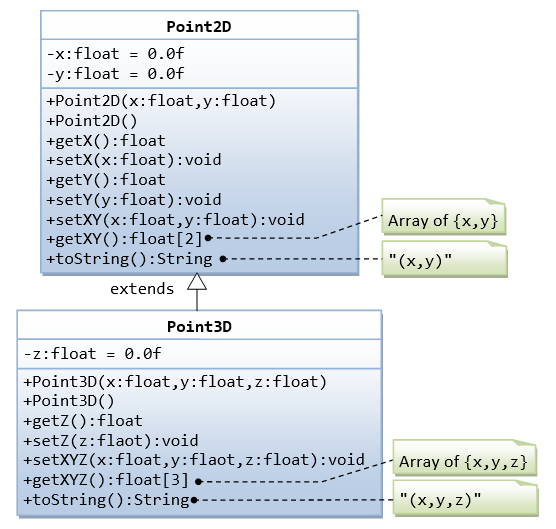 Point2D
-x:float = 0.0f
-y:float = 0.0f
+Point2D(x:float,y:float)
+Point2D()
+getX():float
+setX(x:float):void
+getY():float
+setY(y:float):void
+setXY(x:float,y:float):void
+getXY():float[2]
Array of {x,y}
+toString():String
"(x,y)"
extends
Point3D
-z:float = 0.0f
+Point3D(x:float,y:float,z:float)
+Point3D()
+getZ():float
+setZ(z:flaot):void
+setXYZ(x:float,y:flaot,z:float):void
+getXYZ():float[3]
Array of {x,y,z}
+toString():String
"(x,y,z)"